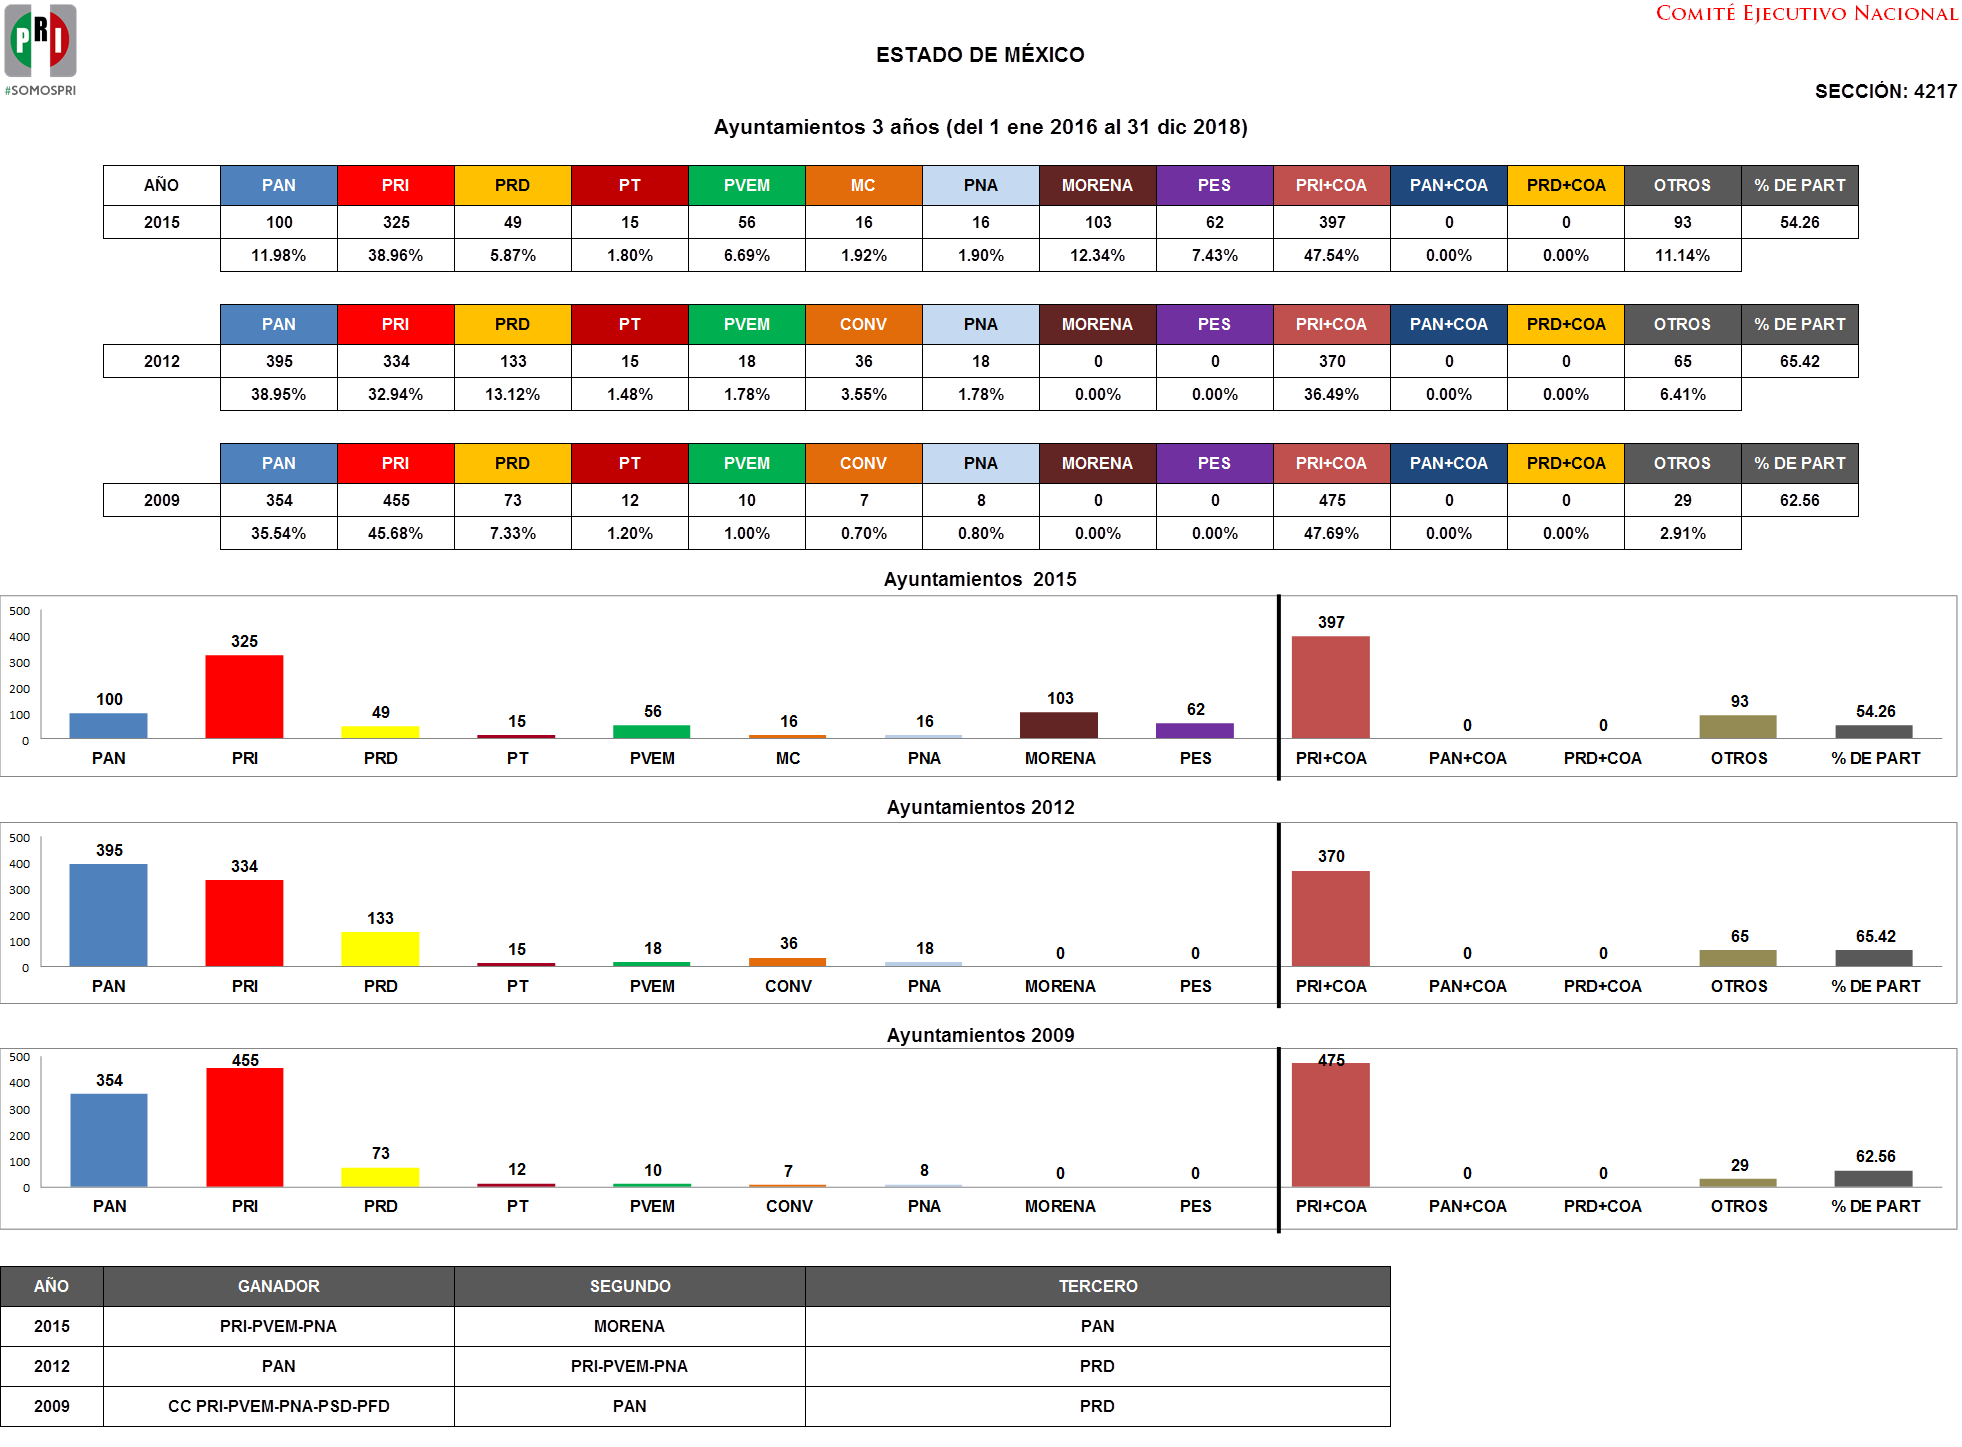 PRI
#SOMOSPRI
COMITÉ EJECUTIVO NACIONAL
ESTADO DE MÉXICO
SECCIÓN: 4217
Ayuntamientos 3 años (del 1 ene 2016 al 31 dic 2018)
AÑO PAN PRI PRD PT PVEM MC PNA MORENA PES PRI+COA PAN+COA PRD+COA OTROS % DE PART
2015 100 325 49 15 56 16 16 103 62 397 0 0 93 54.26
11.98% 38.96% 5.87% 1.80% 6.69% 1.92% 1.90% 12.34% 7.43% 47.54% 0.00% 0.00% 11.14%
PAN PRI PRD PT PVEM CONV PNA MORENA PES PRI+COA PAN+COA PRD+COA OTROS % DE PART
2012 395 334 133 15 18 36 18 0 0 370 0 0 65 65.42
38.95% 32.94% 13.12% 1.48% 1.78% 3.55% 1.78% 0.00% 0.00% 36.49% 0.00% 0.00% 6.41%
PAN PRI PRD PT PVEM CONV PNA MORENA PES PRI+COA PAN+COA PRD+COA OTROS % DE PART
2009 354 455 73 12 10 7 8 0 0 475 0 0 29 62.56
35.54% 45.68% 7.33% 1.20% 1.00% 0.70% 0.80% 0.00% 0.00% 47.69% 0.00% 0.00% 2.91%
Ayuntamientos 2015
500
400
300
200
100
0
100 325 49 15 56 16 16 103 62 397 0 0 93 54.26
PAN PRI PRD PT PVEM MC PNA MORENA PES PRI+COA PAN+COA PRD+COA OTROS % DE PART
Ayuntamientos 2012
500
400
300
200
100
0
395 334 133 15 18 36 18 0 0 370 0 0 65 65.42
PAN PRI PRD PT PVEM CONV PNA MORENA PES PRI+COA PAN+COA PRD+COA OTROS % DE PART
Ayuntamientos 2009
500
400
300
200
100
0
354 455 73 12 10 7 8 0 0 475 0 0 29 62.56
PAN PRI PRD PT PVEM CONV PNA MORENA PES PRI+COA PAN+COA PRD+COA OTROS % DE PART
AÑO GANADOR SEGUNDO TERCERO
2015 PRI-PVEM-PNA MORENA PAN
2012 PAN PRI-PVEM-PNA PRD
2009 CC PRI-PVEM-PNA-PSD-PFD PAN PRD